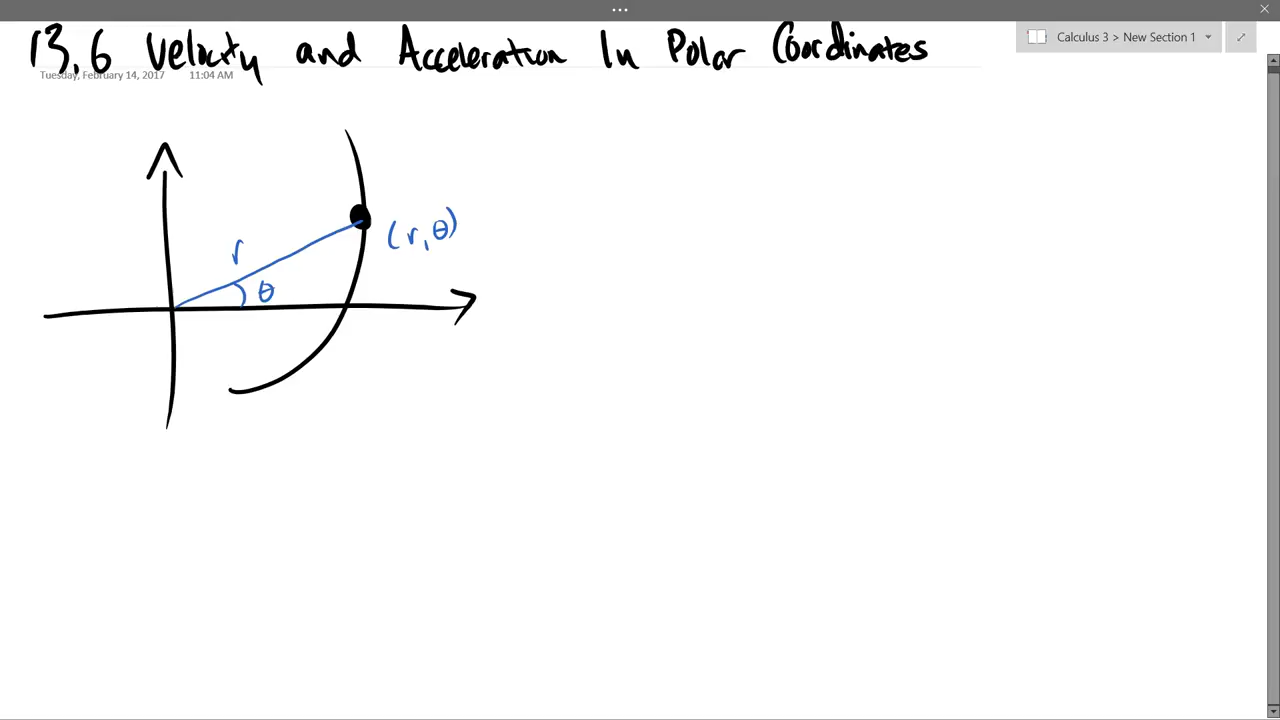 ...
Calculus 3 > New Section 1
13.6 Velocity and Acceleration In Polar Coordinates
Tuesday, February 14, 2017 11:04 AM
r
(r, θ)
θ